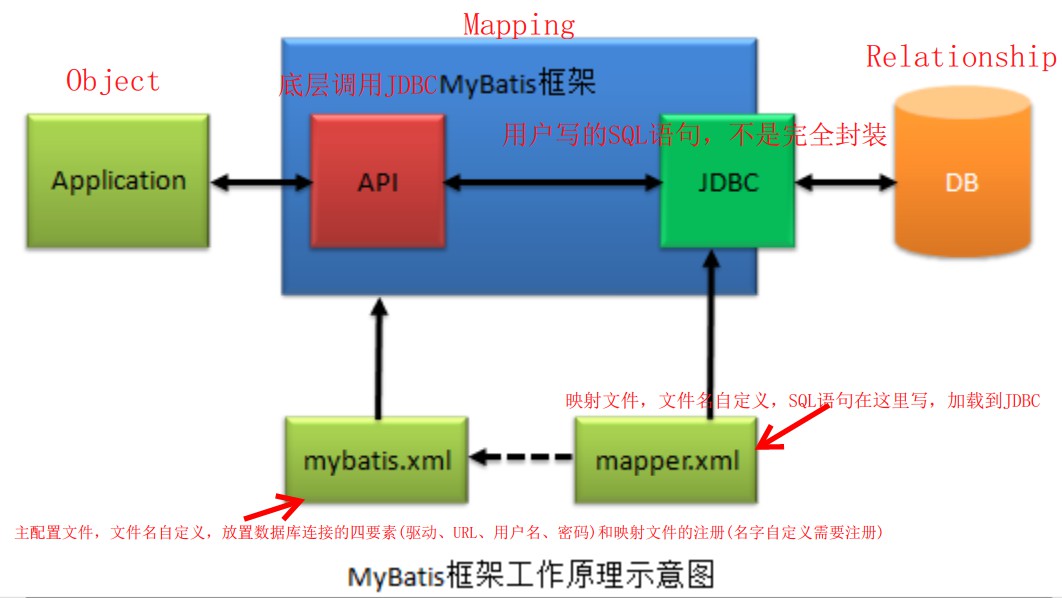 Mapping
Relationship
Object
底层调用JDBC
MyBatis框架
用户写的SQL语句，不是完全封装
Application
API
JDBC
DB
映射文件，文件名自定义，SQL语句在这里写，加载到JDBC
mybatis.xml
mapper.xml
主配置文件，文件名自定义，放置数据库连接的四要素(驱动、URL、用户名、密码)和映射文件的注册(名字自定义需要注册)
MyBatis框架工作原理示意图